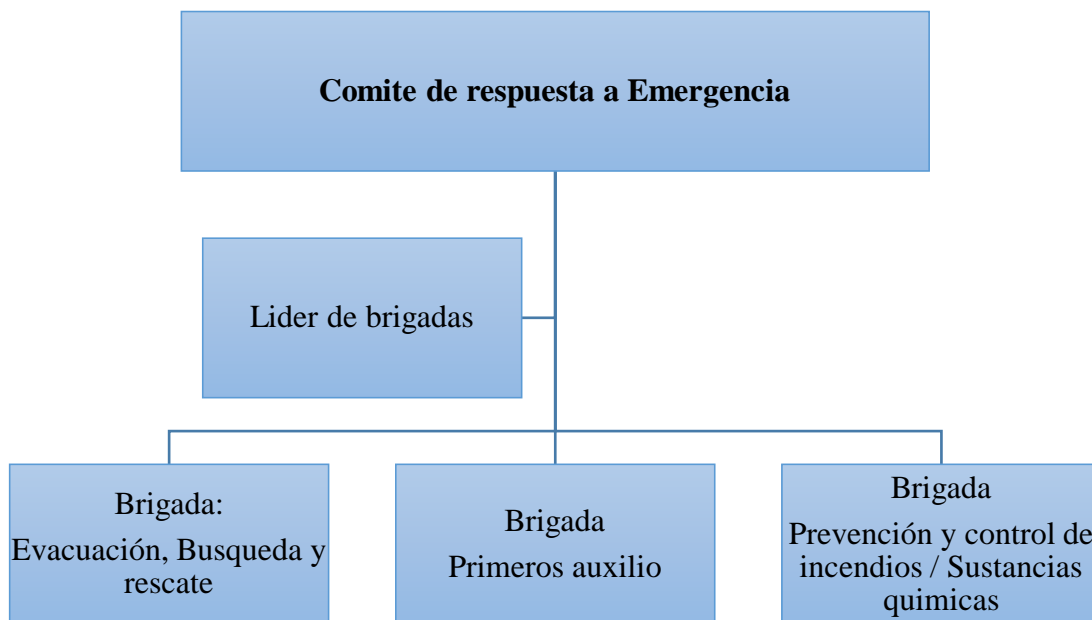 Comite de respuesta a Emergencia
Lider de brigadas
Brigada:
Evacuación, Busqueda y
rescate
Brigada
Primeros auxilio
Brigada
Prevención y control de
incendios / Sustancias
quimicas